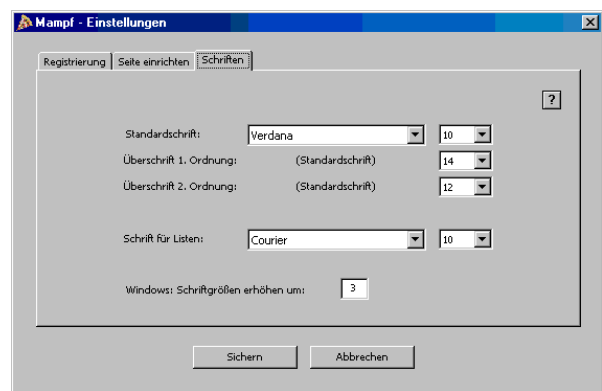 Mampf - Einstellungen
Registrierung Seite einrichten Schriften
?
Standardschrift: Verdana 10
Überschrift 1. Ordnung: (Standardschrift) 14
Überschrift 2. Ordnung: (Standardschrift) 12
Schrift für Listen: Courier 10
Windows: Schriftgrößen erhöhen um: 3
Sichern Abbrechen